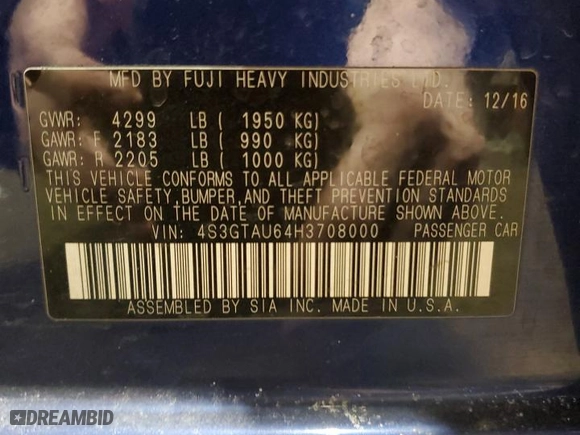 MFD BY FUJI HEAVY INDUSTRIES LTD.
DATE: 12/16
GVWR: 4299 LB ( 1950 KG)
GAWR: F 2183 LB ( 990 KG)
GAWR: R 2205 LB ( 1000 KG)
THIS VEHICLE CONFORMS TO ALL APPLICABLE FEDERAL MOTOR
VEHICLE SAFETY, BUMPER, AND THEFT PREVENTION STANDARDS
IN EFFECT ON THE DATE OF MANUFACTURE SHOWN ABOVE.
VIN: 4S3GTAU64H3708000 PASSENGER CAR
ASSEMBLED BY SIA INC. MADE IN U.S.A.
DREAMBID